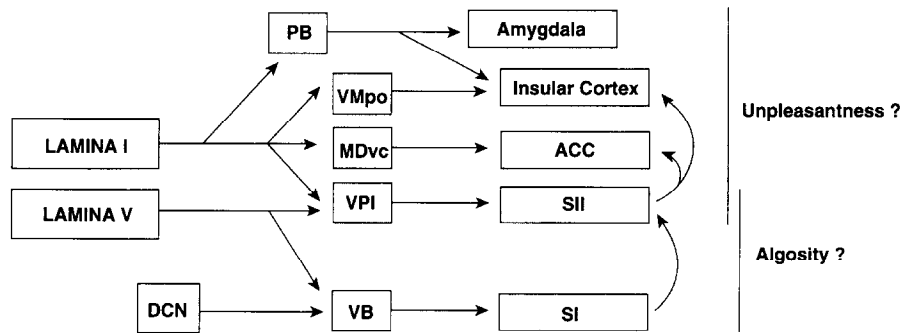 PB
Amygdala
VMpo
Insular Cortex
Unpleasantness ?
LAMINA I
MDvc
ACC
LAMINA V
VPI
SII
Algosity ?
DCN
VB
SI